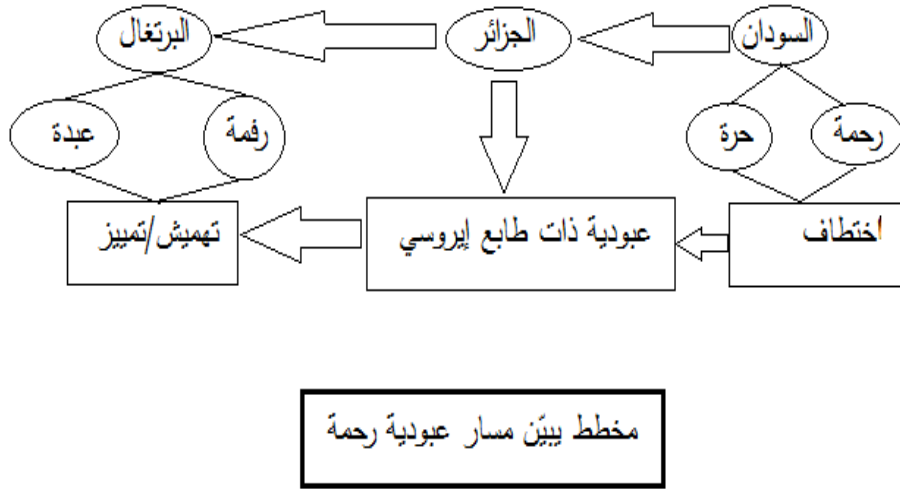 السودان
الجزائر
البرتغال
رحمة
حرة
رفمة
عبدة
اختطاف
عبودية ذات طابع إيروسي
تهميش/تمييز
مخطط يبيّن مسار عبودية رحمة